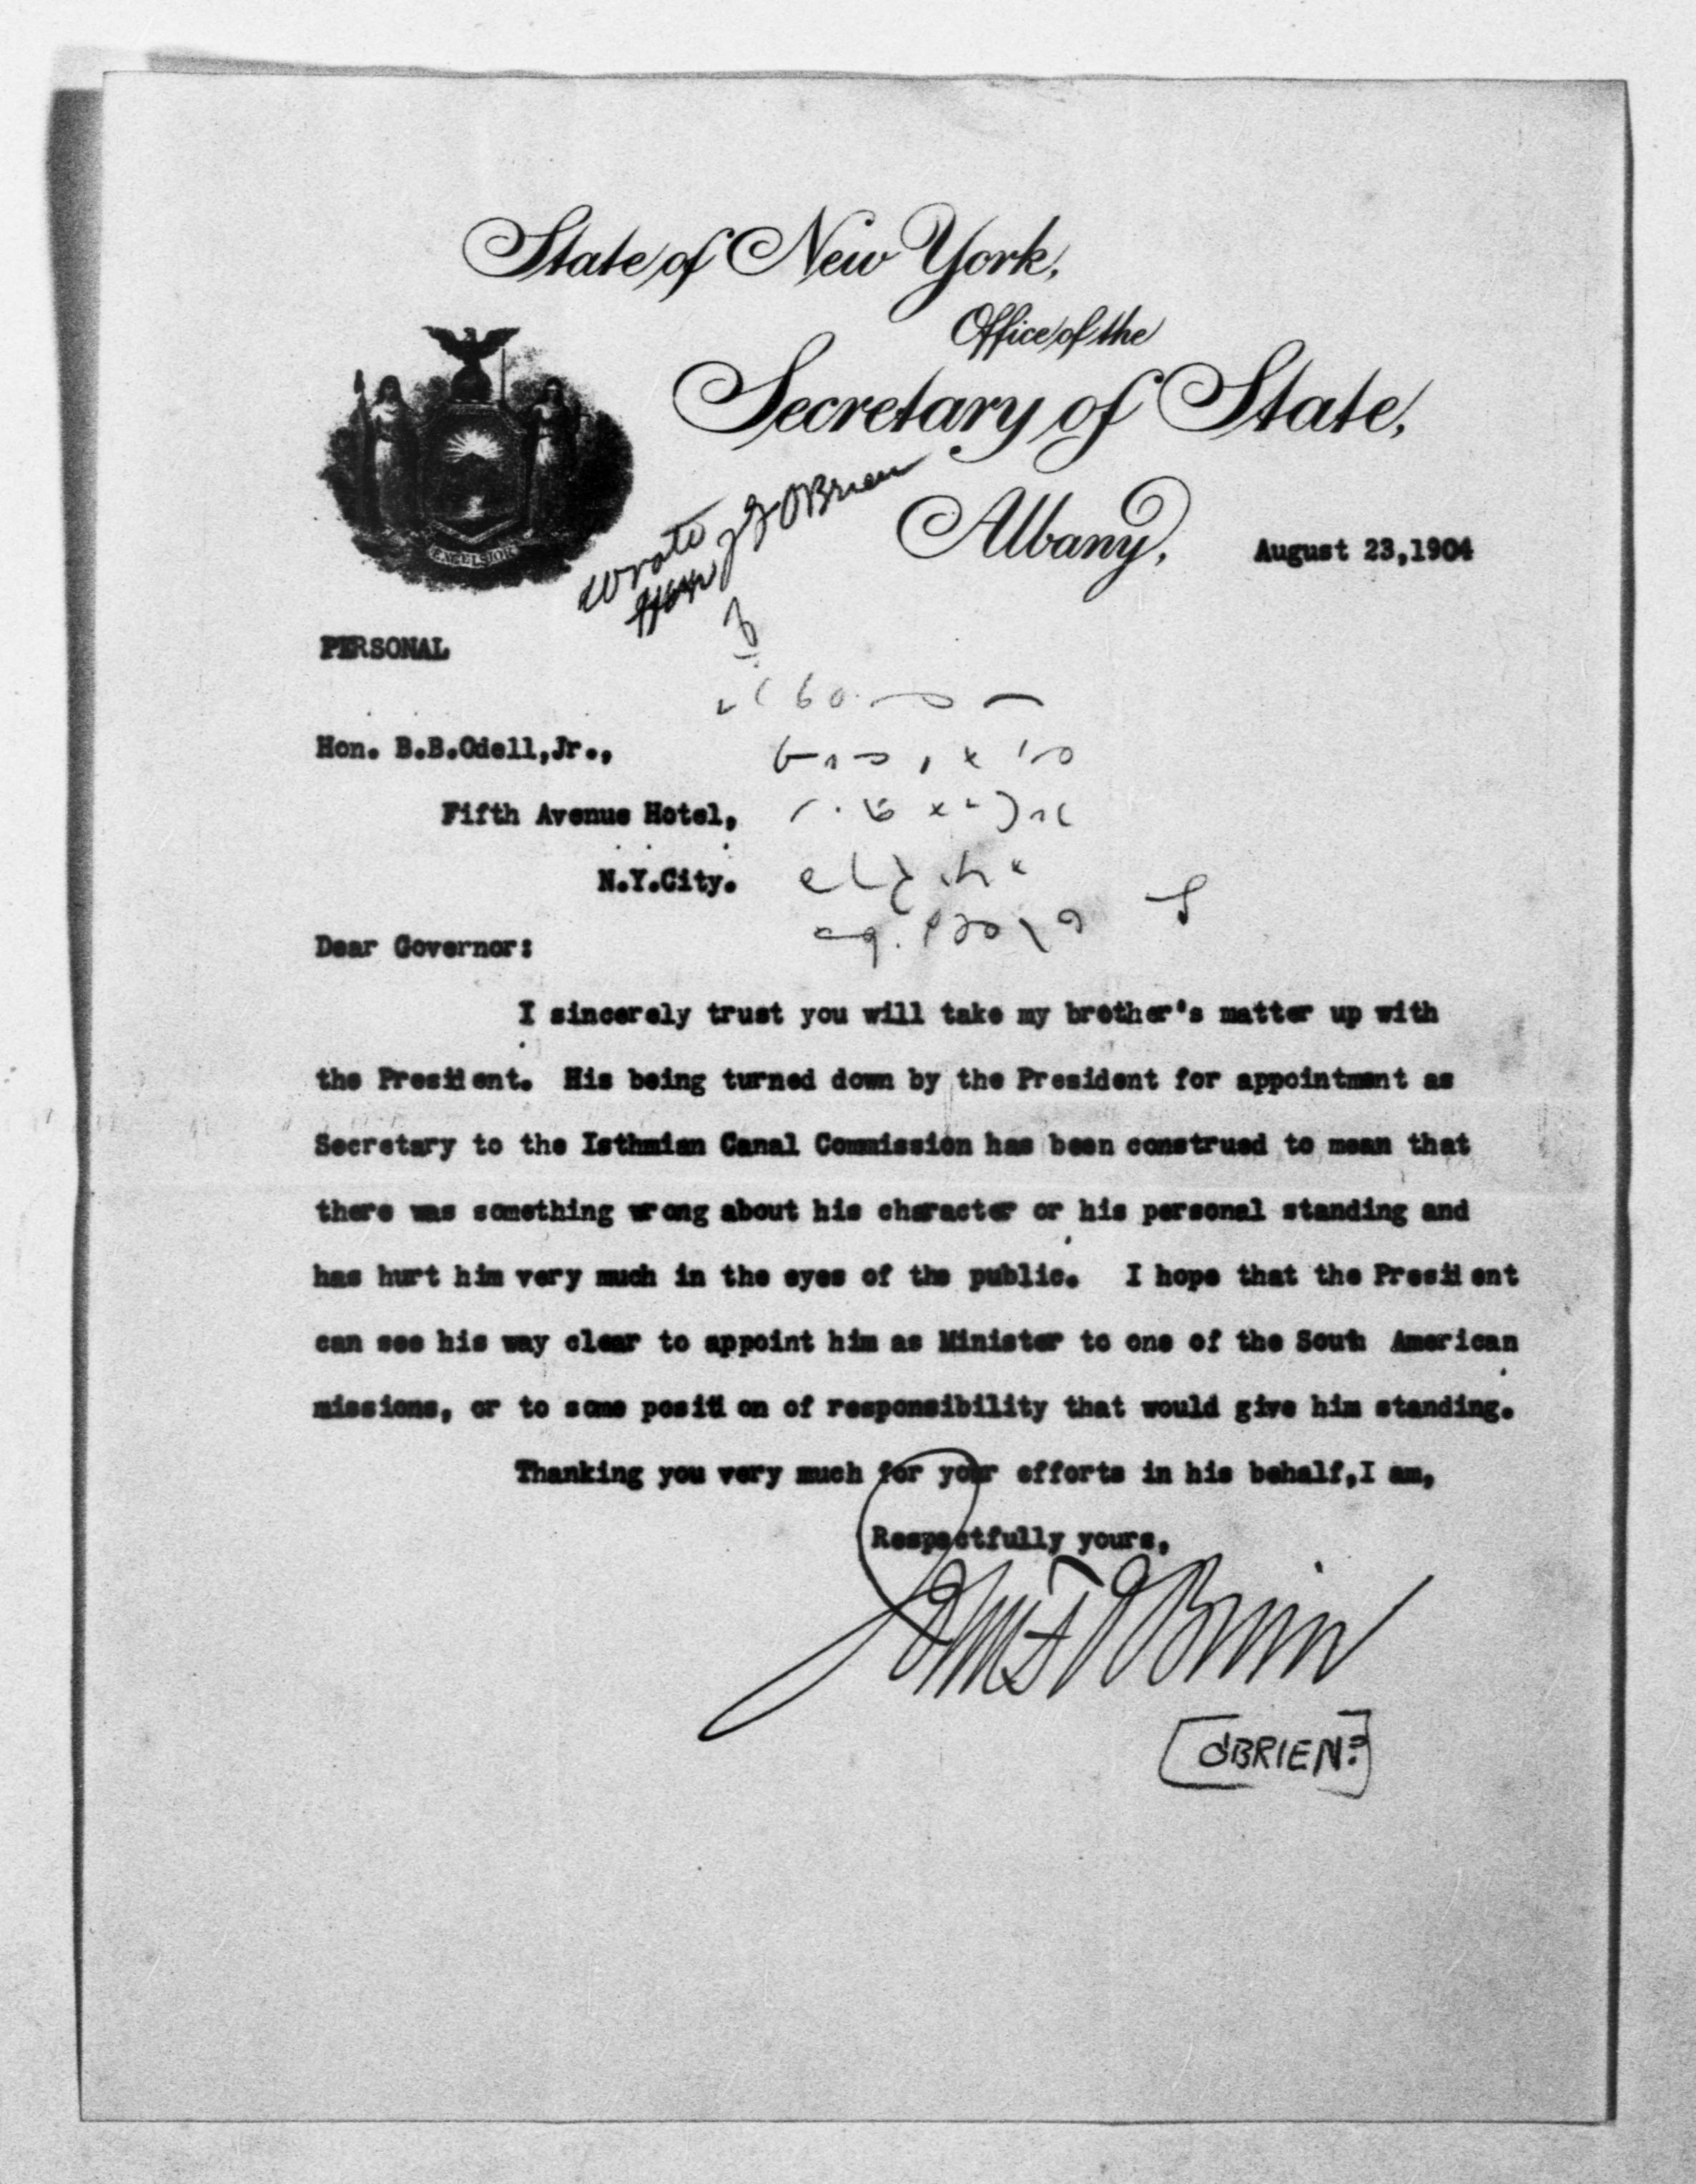 State of New York,
Office of the
Secretary of State,
Albany,
August 23,1904
EXCELSIOR
Wrote
Hon J F OBrien
PERSONAL
Hon. B.B.Odell,Jr.,
Fifth Avenue Hotel,
N.Y.City.
Dear Governor:
I sincerely trust you will take my brother's matter up with
the President. His being turned down by the President for appointment as
Secretary to the Isthmian Canal Commission has been construed to mean that
there was something wrong about his character or his personal standing and
has hurt him very much in the eyes of the public. I hope that the President
can see his way clear to appoint him as Minister to one of the South American
missions, or to some position of responsibility that would give him standing.
Thanking you very much for your efforts in his behalf,I am,
Respectfully yours,
John F O'Brien
[O'BRIEN?]